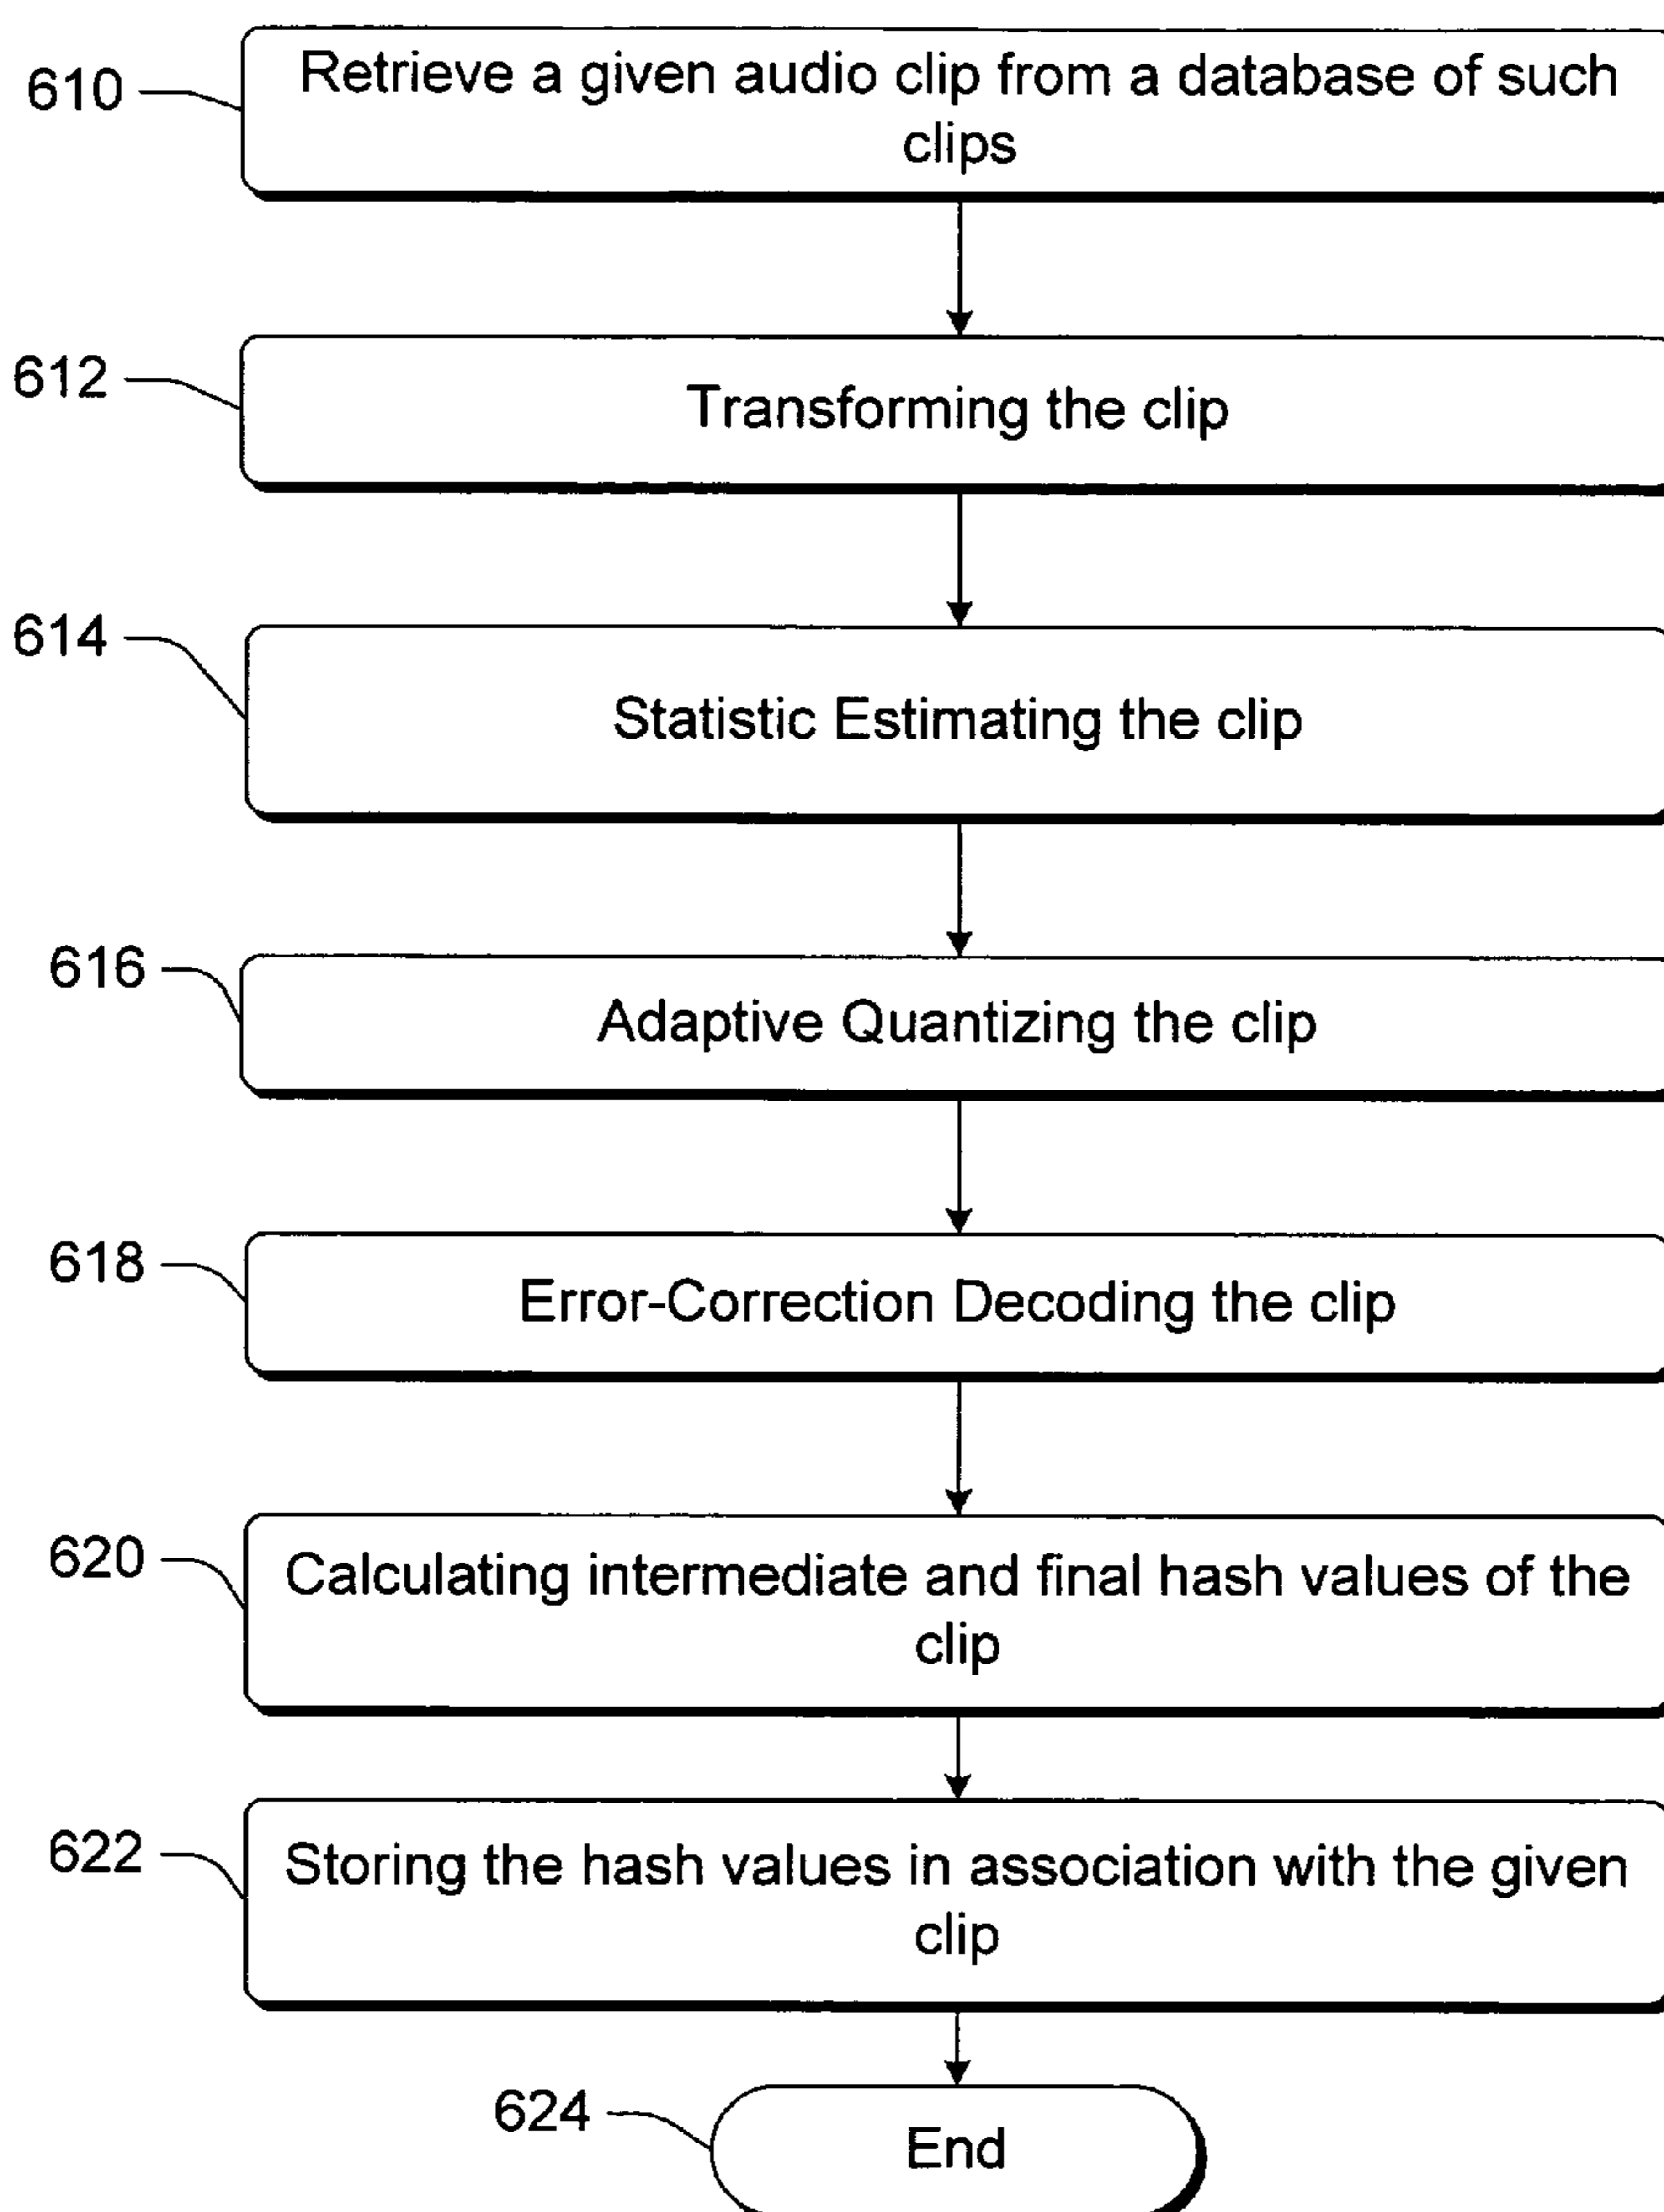 610
Retrieve a given audio clip from a database of such
clips
612
Transforming the clip
614
Statistic Estimating the clip
616
Adaptive Quantizing the clip
618
Error-Correction Decoding the clip
620
Calculating intermediate and final hash values of the
clip
622
Storing the hash values in association with the given
clip
624
End